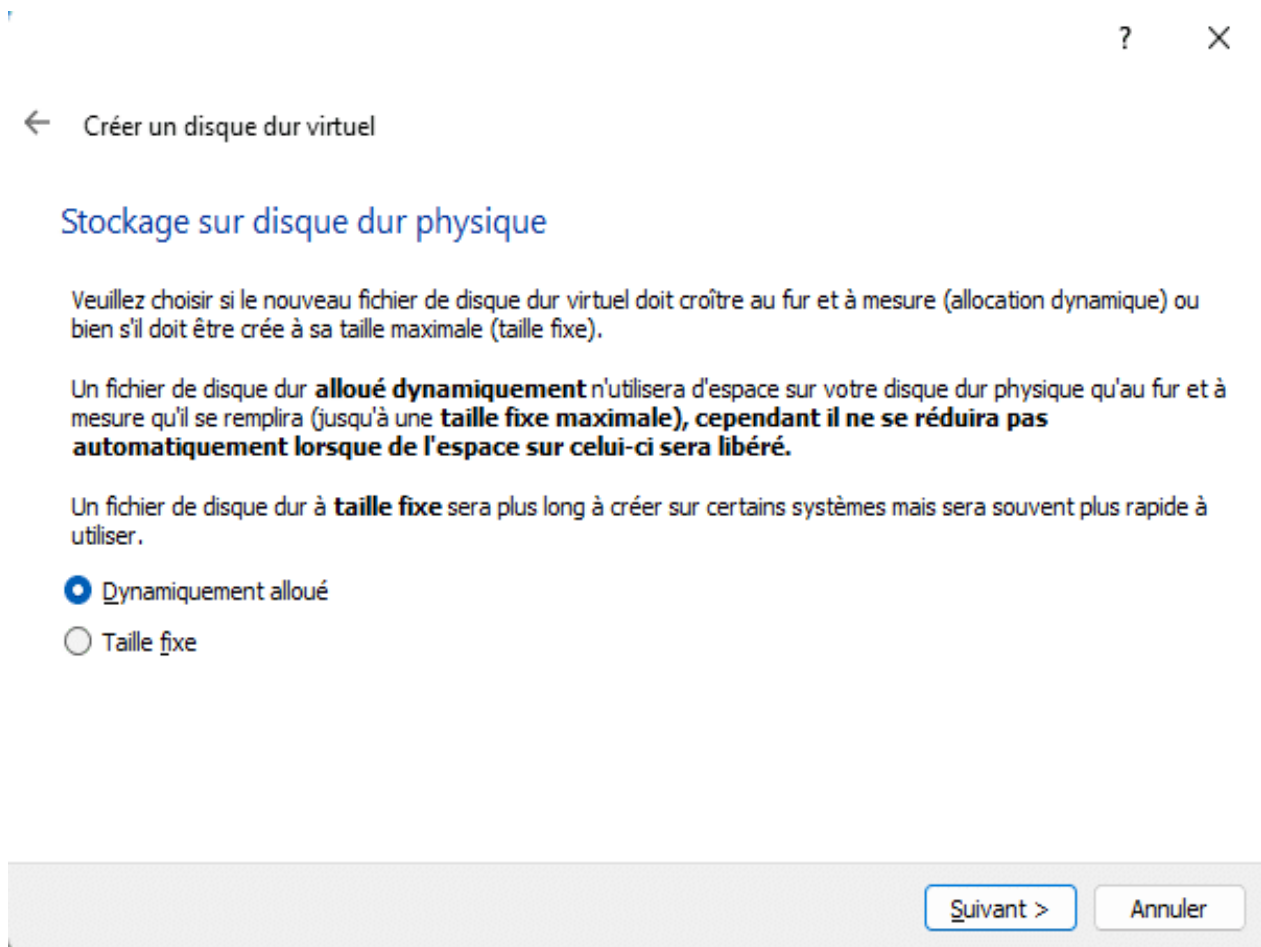 ?
Créer un disque dur virtuel
Stockage sur disque dur physique
Veuillez choisir si le nouveau fichier de disque dur virtuel doit croître au fur et à mesure (allocation dynamique) ou
bien s'il doit être crée à sa taille maximale (taille fixe).
Un fichier de disque dur alloué dynamiquement n'utilisera d'espace sur votre disque dur physique qu'au fur et à
mesure qu'il se remplira (jusqu'à une taille fixe maximale), cependant il ne se réduira pas
automatiquement lorsque de l'espace sur celui-ci sera libéré.
Un fichier de disque dur à taille fixe sera plus long à créer sur certains systèmes mais sera souvent plus rapide à
utiliser.
Dynamiquement alloué
Taille fixe
Suivant > Annuler